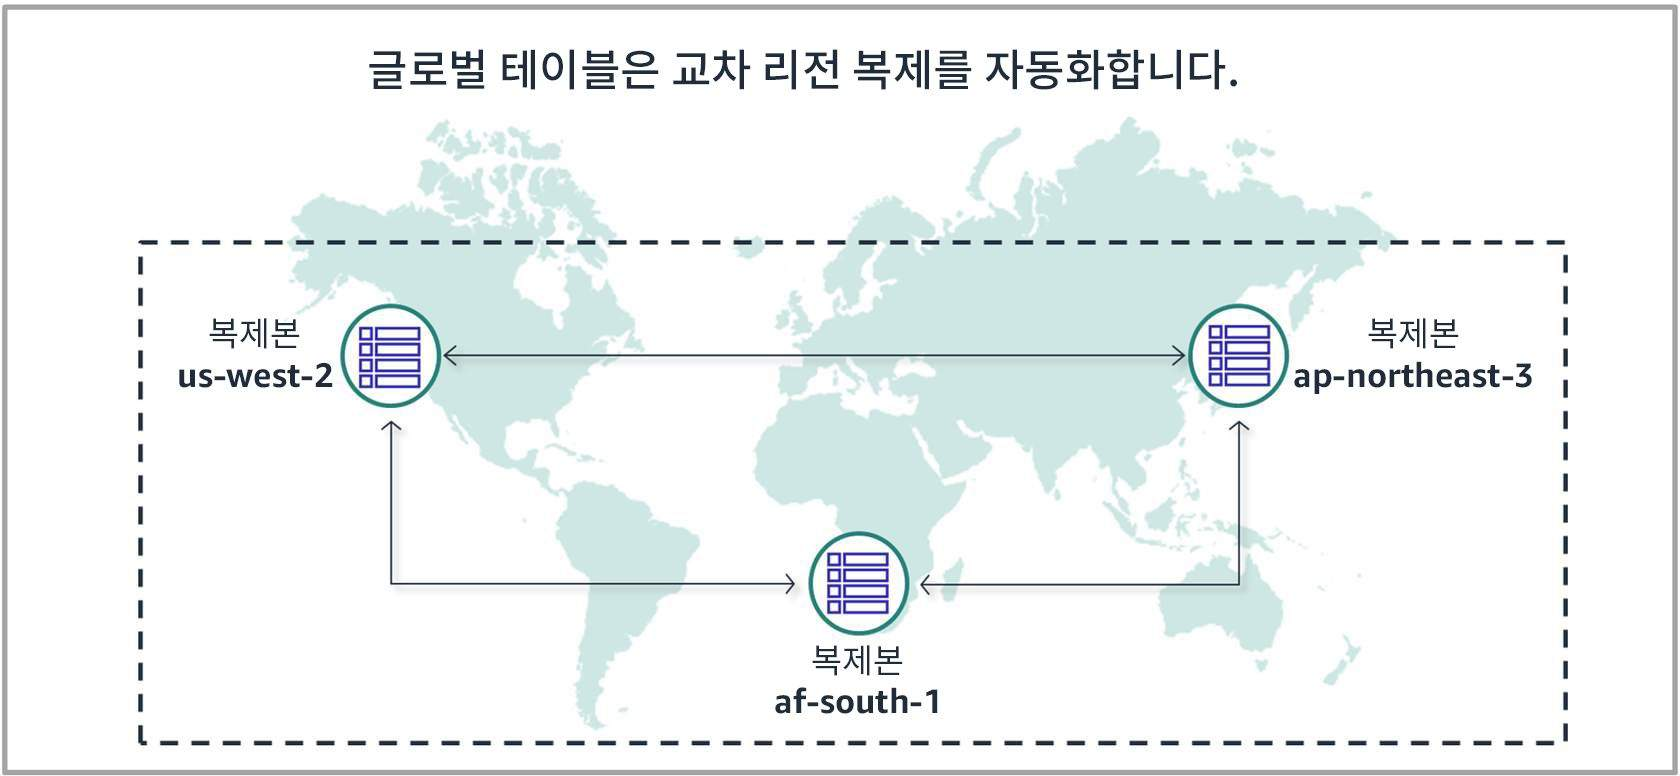 글로벌 테이블은 교차 리전 복제를 자동화합니다.
복제본
us-west-2
복제본
ap-northeast-3
복제본
af-south-1